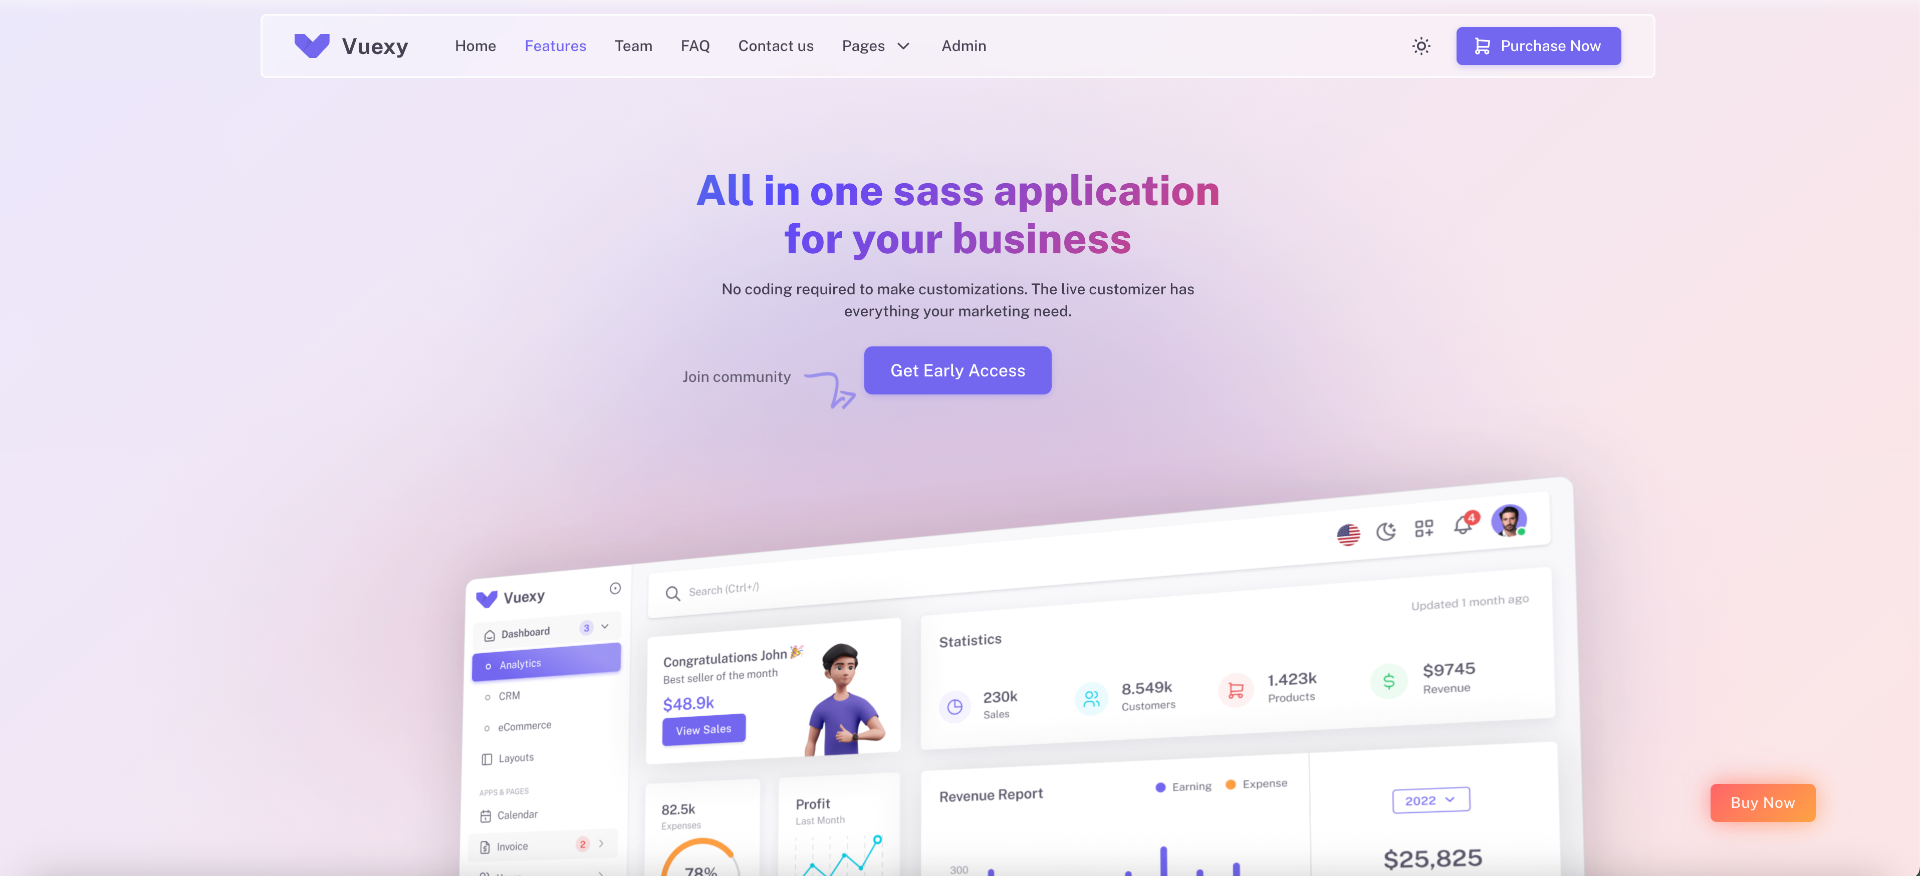 Vuexy
Home
Features
Team
FAQ
Contact us
Pages
Admin
Purchase Now
All in one sass application
for your business
No coding required to make customizations. The live customizer has
everything your marketing need.
Join community
Get Early Access
Vuexy
Search (Ctrl+/)
4
Dashboard
3
Analytics
CRM
eCommerce
Layouts
APPS & PAGES
Calendar
Invoice
2
Congratulations John
Best seller of the month
$48.9k
View Sales
Statistics
Updated 1 month ago
230k
Sales
8.549k
Customers
1.423k
Products
$9745
Revenue
82.5k
Expenses
78%
Profit
Last Month
Revenue Report
Earning
Expense
300
2022
$25,825
Buy Now